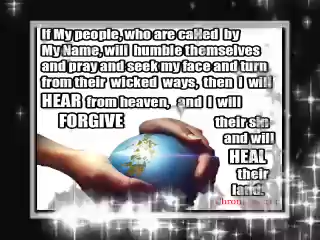 If My people, who are called by
My Name, will humble themselves
and pray and seek my face and turn
from their wicked ways, then I will
HEAR from heaven, and I will
FORGIVE their sin
and will
HEAL
their
land.